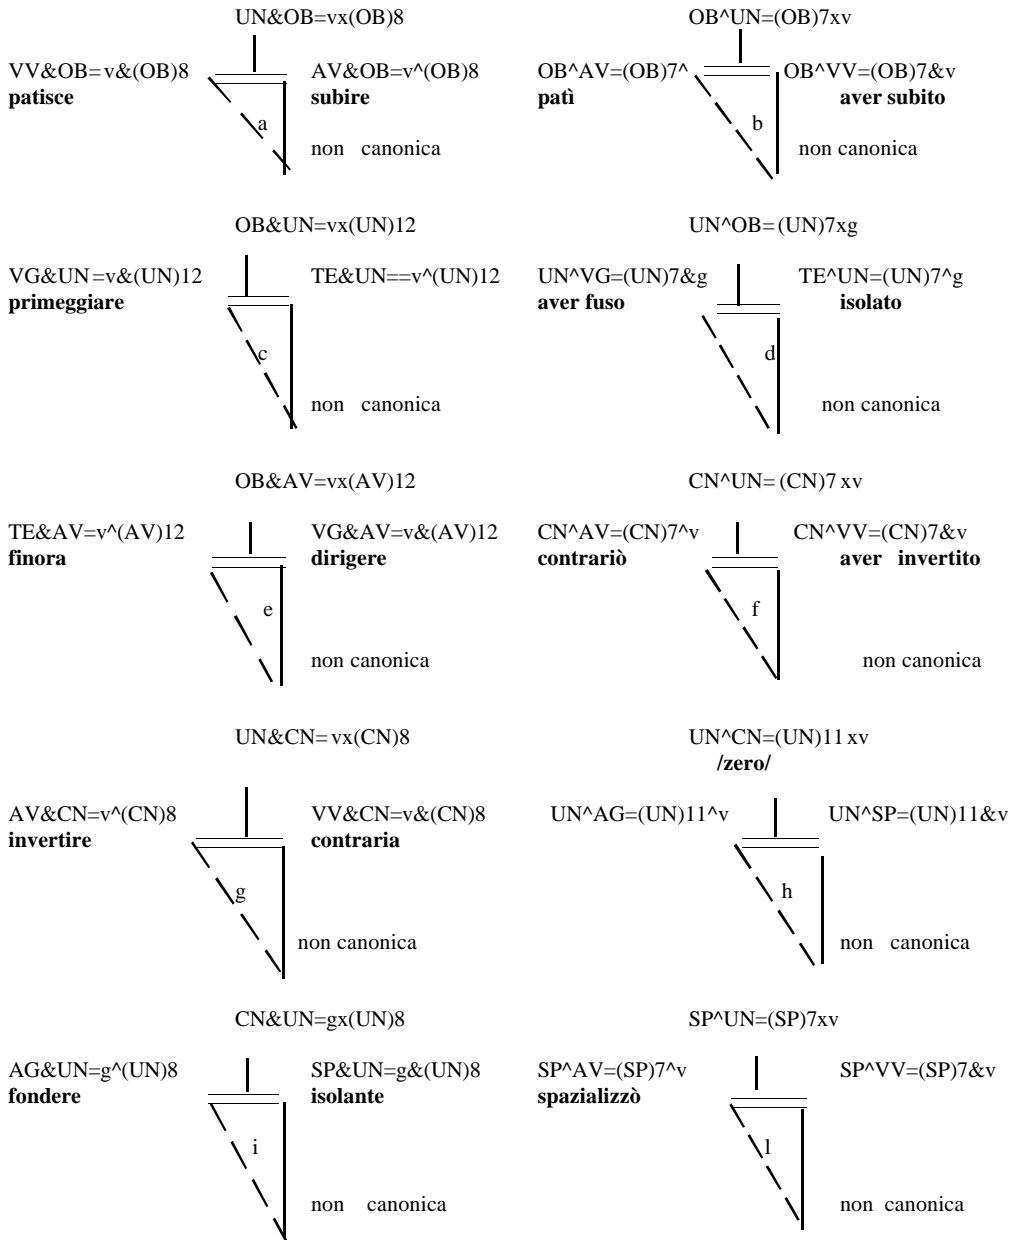 UN&OB=vx(OB)8 OB^UN=(OB)7xv
VV&OB=v&(OB)8 AV&OB=v^(OB)8 OB^AV=(OB)7^ OB^VV=(OB)7&v
patisce subire patì aver subito
a b
non canonica non canonica
OB&UN=vx(UN)12 UN^OB=(UN)7xg
VG&UN=v&(UN)12 TE&UN==v^(UN)12 UN^VG=(UN)7&g TE^UN=(UN)7^g
primeggiare aver fuso isolato
c d
non canonica non canonica
OB&AV=vx(AV)12 CN^UN=(CN)7xv
TE&AV=v^(AV)12 VG&AV=v&(AV)12 CN^AV=(CN)7^v CN^VV=(CN)7&v
finora dirigere contrariò aver invertito
e f
non canonica non canonica
UN&CN=vx(CN)8 UN^CN=(UN)11xv
/zero/
AV&CN=v^(CN)8 VV&CN=v&(CN)8 UN^AG=(UN)11^v UN^SP=(UN)11&v
invertire contraria
g h
non canonica non canonica
CN&UN=gx(UN)8 SP^UN=(SP)7xv
AG&UN=g^(UN)8 SP&UN=g&(UN)8 SP^AV=(SP)7^v SP^VV=(SP)7&v
fondere isolante spazializzò
i l
non canonica non canonica